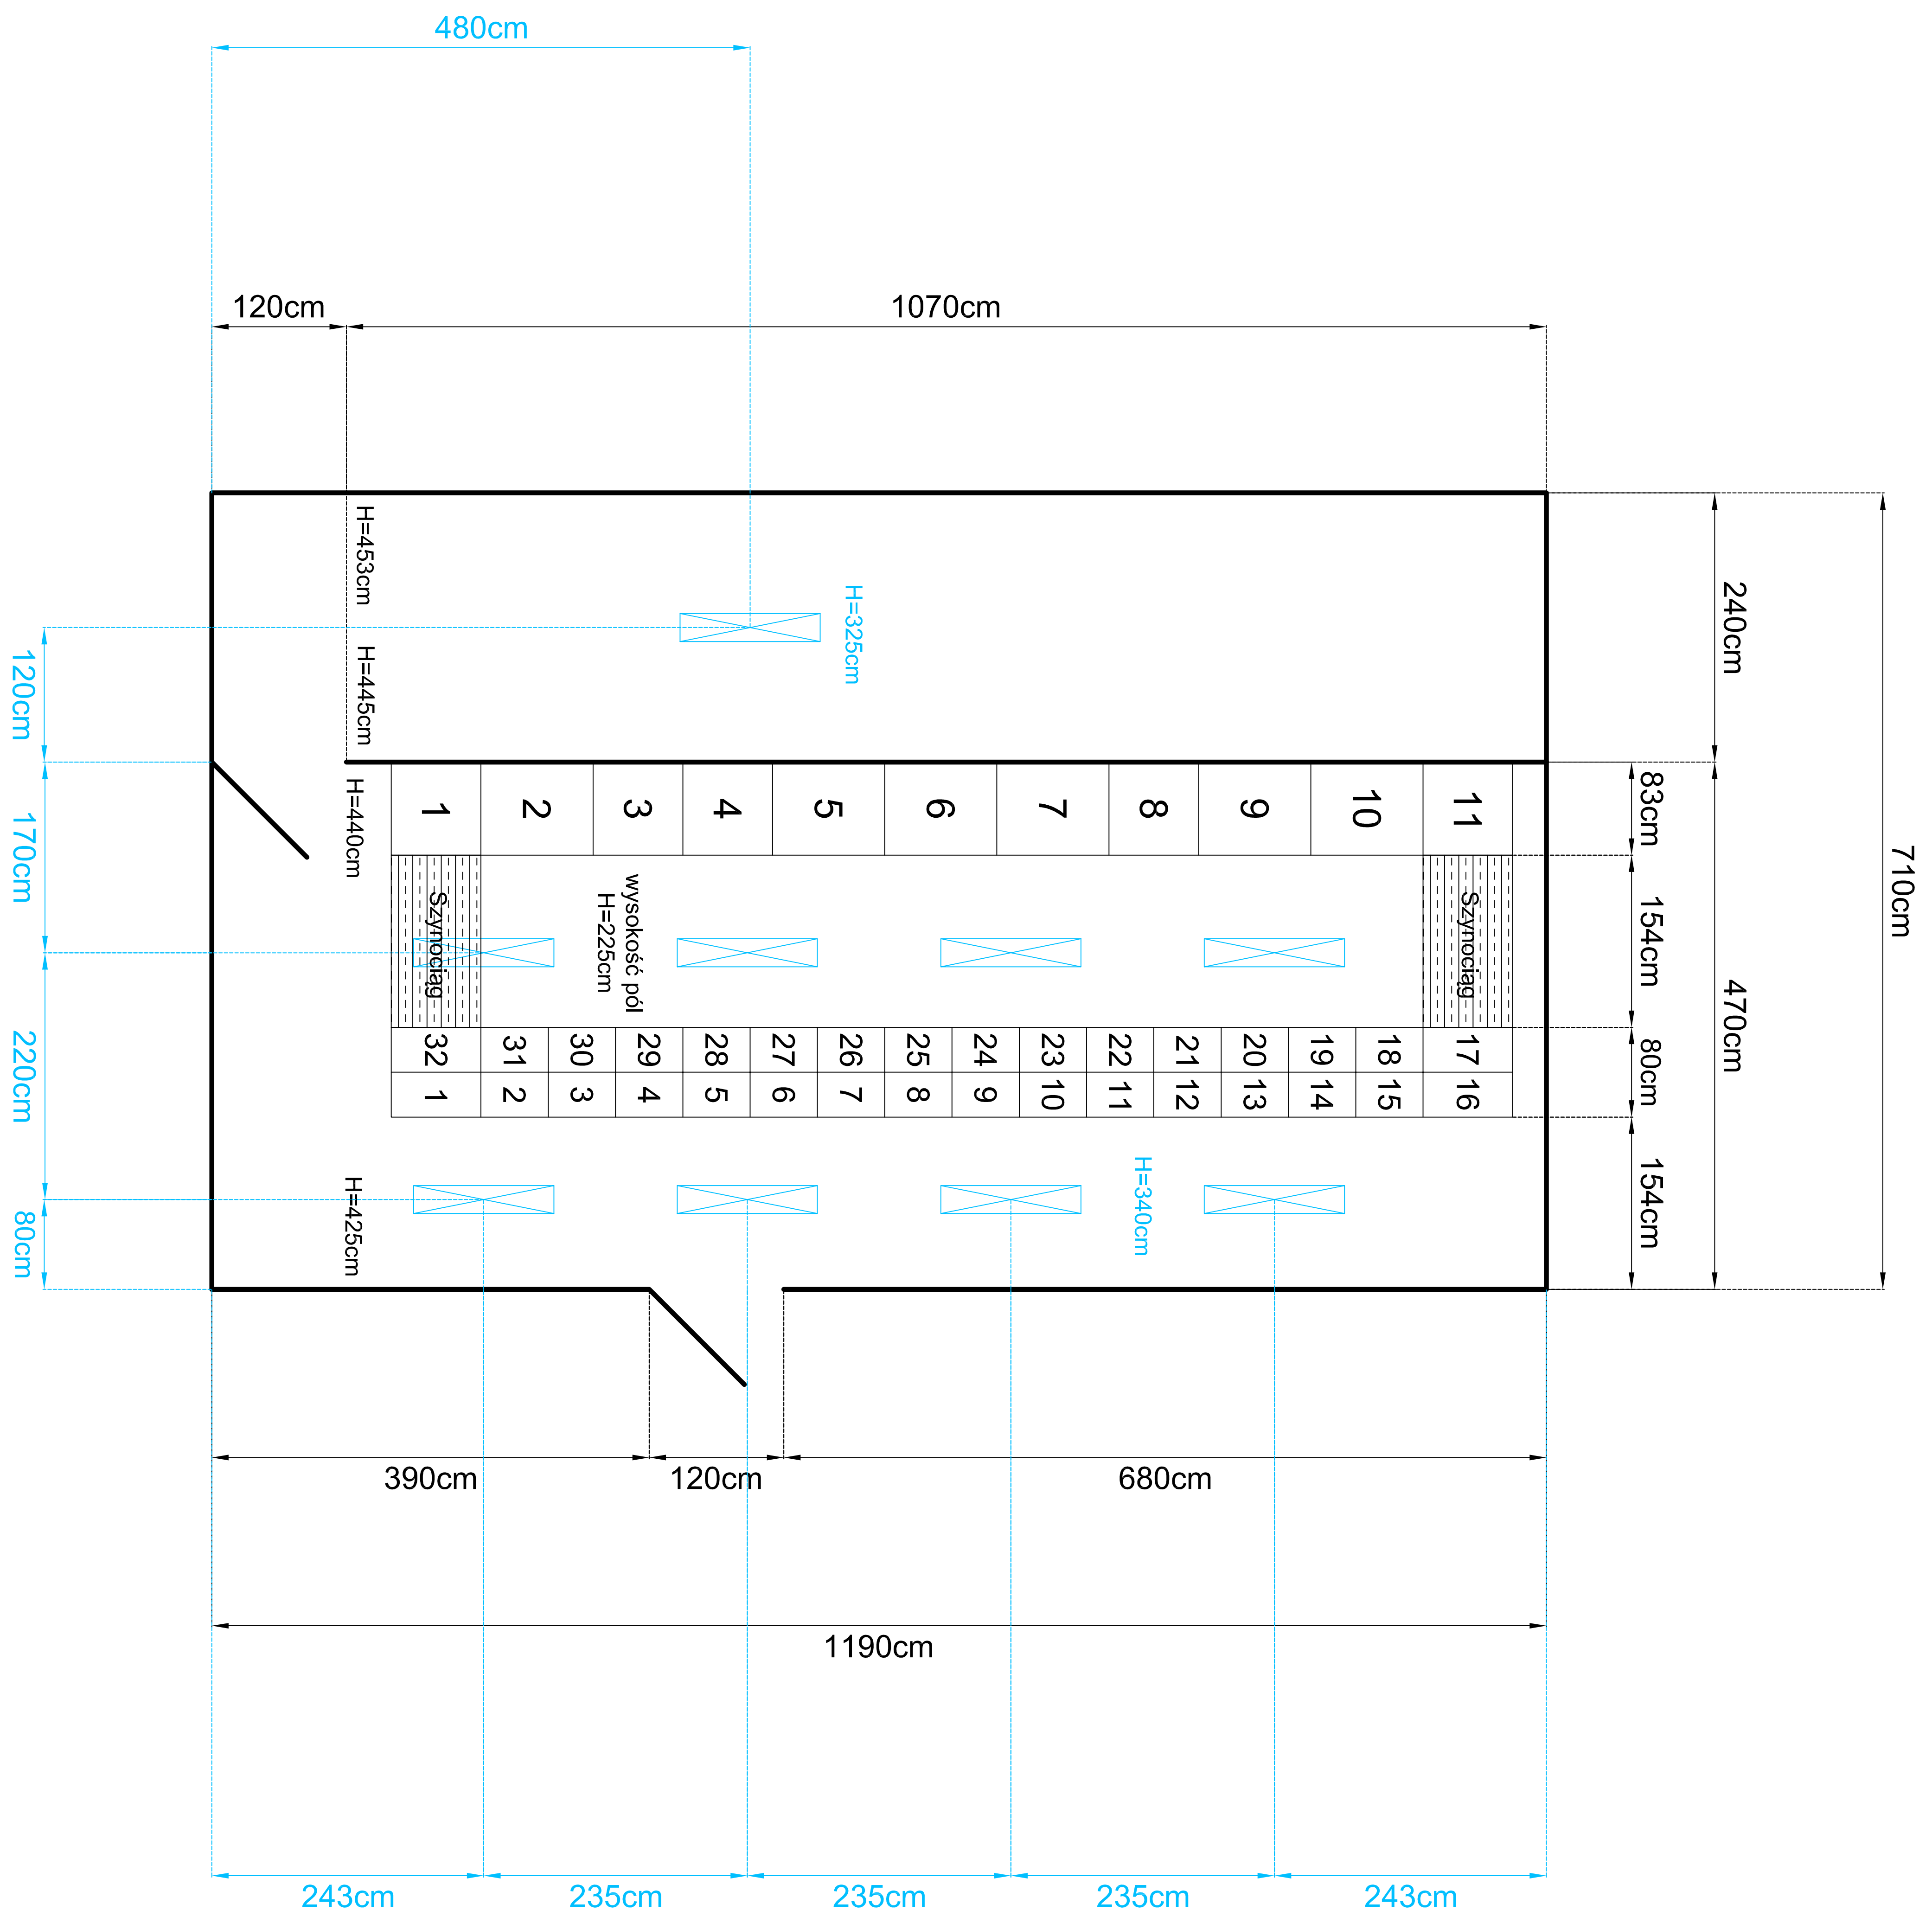 480cm
120cm
1070cm
H=453cm
H=445cm
H=325cm
240cm
710cm
470cm
83cm
154cm
80cm
154cm
120cm
170cm
220cm
80cm
H=440cm
1 2 3 4 5 6 7 8 9 10 11
Szynociąg
wysokość pól
H=225cm
Szynociąg
32 31 30 29 28 27 26 25 24 23 22 21 20 19 18 17
1 2 3 4 5 6 7 8 9 10 11 12 13 14 15 16
H=425cm
H=340cm
390cm
120cm
680cm
1190cm
243cm
235cm
235cm
235cm
243cm